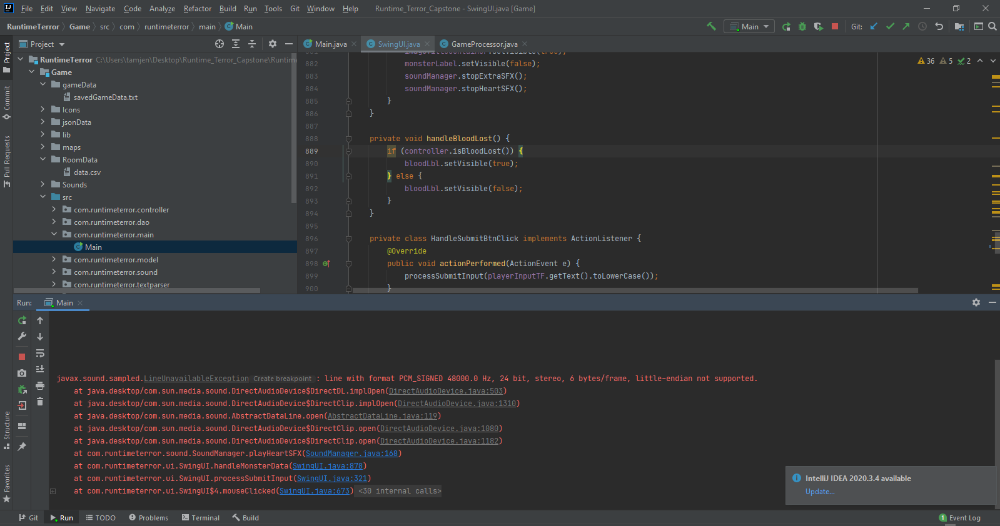 File Edit View Navigate Code Analyze Refactor Build Run Tools Git Window Help Runtime_Terror_Capstone - SwingUI.java [Game]
RuntimeTerror Game src com runtimeterror main Main
Main Git:
Project
Main.java SwingUI.java GameProcessor.java
Project
Commit
Pull Requests
Structure
Favorites
RuntimeTerror C:\Users\tamjen\Desktop\Runtime_Terror_Capstone\Runtime
Game
gameData
savedGameData.txt
Icons
jsonData
lib
maps
RoomData
data.csv
Sounds
src
com.runtimeterror.controller
com.runtimeterror.dao
com.runtimeterror.main
Main
com.runtimeterror.model
com.runtimeterror.sound
com.runtimeterror.textparser
36 5 2
882 monsterLabel.setVisible(false);
883 soundManager.stopExtraSFX();
884 soundManager.stopHeartSFX();
885 }
886 }
887
888 private void handleBloodLost() {
889 if (controller.isBloodLost()) {
890 bloodLbl.setVisible(true);
891 } else {
892 bloodLbl.setVisible(false);
893 }
894 }
895
896 private class HandleSubmitBtnClick implements ActionListener {
897 @Override
898 public void actionPerformed(ActionEvent e) {
899 processSubmitInput(playerInputTF.getText().toLowerCase());
900 }
Run: Main
javax.sound.sampled.LineUnavailableException Create breakpoint : line with format PCM_SIGNED 48000.0 Hz, 24 bit, stereo, 6 bytes/frame, little-endian not supported.
at java.desktop/com.sun.media.sound.DirectAudioDevice$DirectDL.implOpen(DirectAudioDevice.java:503)
at java.desktop/com.sun.media.sound.DirectAudioDevice$DirectClip.implOpen(DirectAudioDevice.java:1310)
at java.desktop/com.sun.media.sound.AbstractDataLine.open(AbstractDataLine.java:119)
at java.desktop/com.sun.media.sound.DirectAudioDevice$DirectClip.open(DirectAudioDevice.java:1080)
at java.desktop/com.sun.media.sound.DirectAudioDevice$DirectClip.open(DirectAudioDevice.java:1182)
at com.runtimeterror.sound.SoundManager.playHeartSFX(SoundManager.java:168)
at com.runtimeterror.ui.SwingUI.handleMonsterData(SwingUI.java:878)
at com.runtimeterror.ui.SwingUI.processSubmitInput(SwingUI.java:321)
at com.runtimeterror.ui.SwingUI$4.mouseClicked(SwingUI.java:673) <30 internal calls>
IntelliJ IDEA 2020.3.4 available
Update...
Git Run TODO Problems Terminal Build
1 Event Log